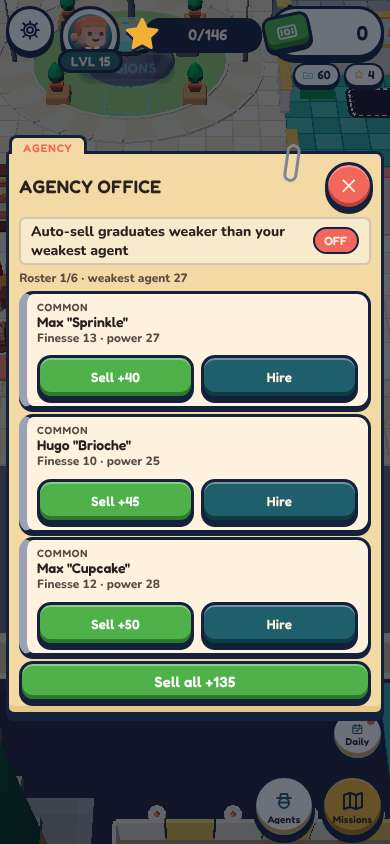 LVL 15
0/146
0
60
4
AGENCY
AGENCY OFFICE
Auto-sell graduates weaker than your
weakest agent
OFF
Roster 1/6 · weakest agent 27
COMMON
Max "Sprinkle"
Finesse 13 · power 27
Sell +40
Hire
COMMON
Hugo "Brioche"
Finesse 10 · power 25
Sell +45
Hire
COMMON
Max "Cupcake"
Finesse 12 · power 28
Sell +50
Hire
Sell all +135
Daily
Agents
Missions